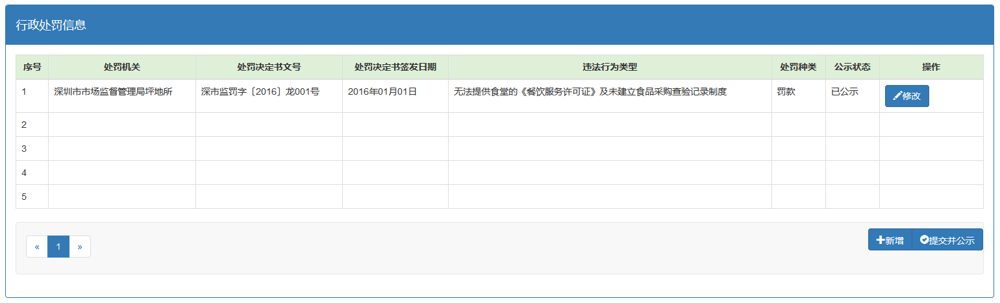 行政处罚信息
序号 处罚机关 处罚决定书文号 处罚决定书签发日期 违法行为类型 处罚种类 公示状态 操作
1 深圳市市场监督管理局坪地所 深市监罚字〔2016〕龙001号 2016年01月01日 无法提供食堂的《餐饮服务许可证》及未建立食品采购查验记录制度 罚款 已公示 修改
2
3
4
5
« 1 » 新增 提交并公示